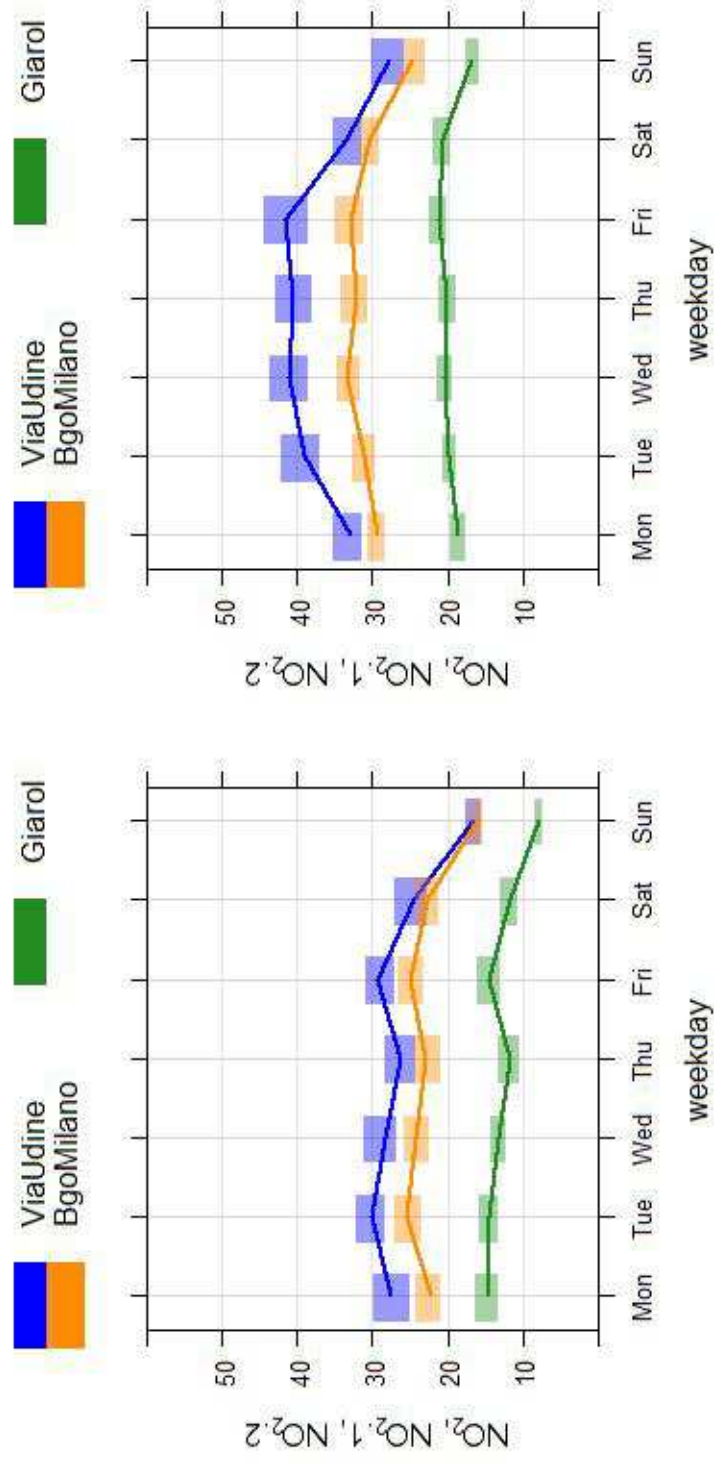 ViaUdine
BgoMilano
Giarol
50
40
30
20
10
NO₂, NO₂.1, NO₂.2
Mon Tue Wed Thu Fri Sat Sun
weekday
ViaUdine
BgoMilano
Giarol
50
40
30
20
10
NO₂, NO₂.1, NO₂.2
Mon Tue Wed Thu Fri Sat Sun
weekday